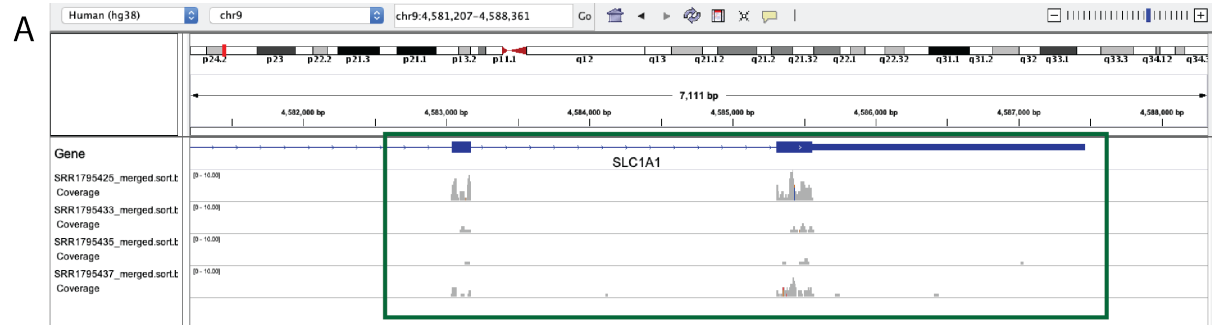 A
Human (hg38) chr9 chr9:4,581,207-4,588,361 Go
p24.2 p23 p22.2 p21.3 p21.1 p13.2 p11.1 q12 q13 q21.12 q21.2 q21.32 q22.1 q22.32 q31.1 q31.2 q32 q33.1 q33.3 q34.12 q34.3
7,111 bp
4,582,000 bp 4,583,000 bp 4,584,000 bp 4,585,000 bp 4,586,000 bp 4,587,000 bp 4,588,000 bp
Gene
SLC1A1
SRR1795425_merged.sort.b [0 - 10.00]
Coverage
SRR1795433_merged.sort.b [0 - 10.00]
Coverage
SRR1795435_merged.sort.b [0 - 10.00]
Coverage
SRR1795437_merged.sort.b [0 - 10.00]
Coverage